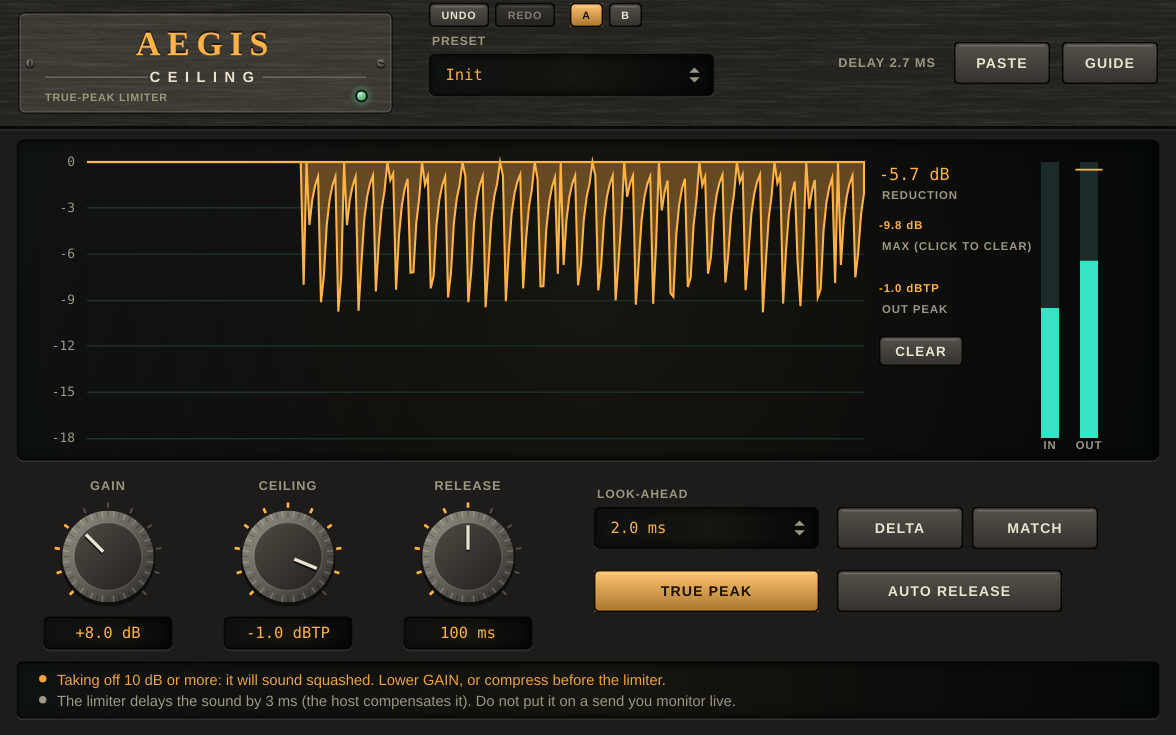 UNDO REDO A B
AEGIS
CEILING
TRUE-PEAK LIMITER
PRESET
Init
DELAY 2.7 MS
PASTE
GUIDE
0
-3
-6
-9
-12
-15
-18
-5.7 dB
REDUCTION
-9.8 dB
MAX (CLICK TO CLEAR)
-1.0 dBTP
OUT PEAK
CLEAR
IN OUT
GAIN
CEILING
RELEASE
+8.0 dB
-1.0 dBTP
100 ms
LOOK-AHEAD
2.0 ms
DELTA
MATCH
TRUE PEAK
AUTO RELEASE
Taking off 10 dB or more: it will sound squashed. Lower GAIN, or compress before the limiter.
The limiter delays the sound by 3 ms (the host compensates it). Do not put it on a send you monitor live.